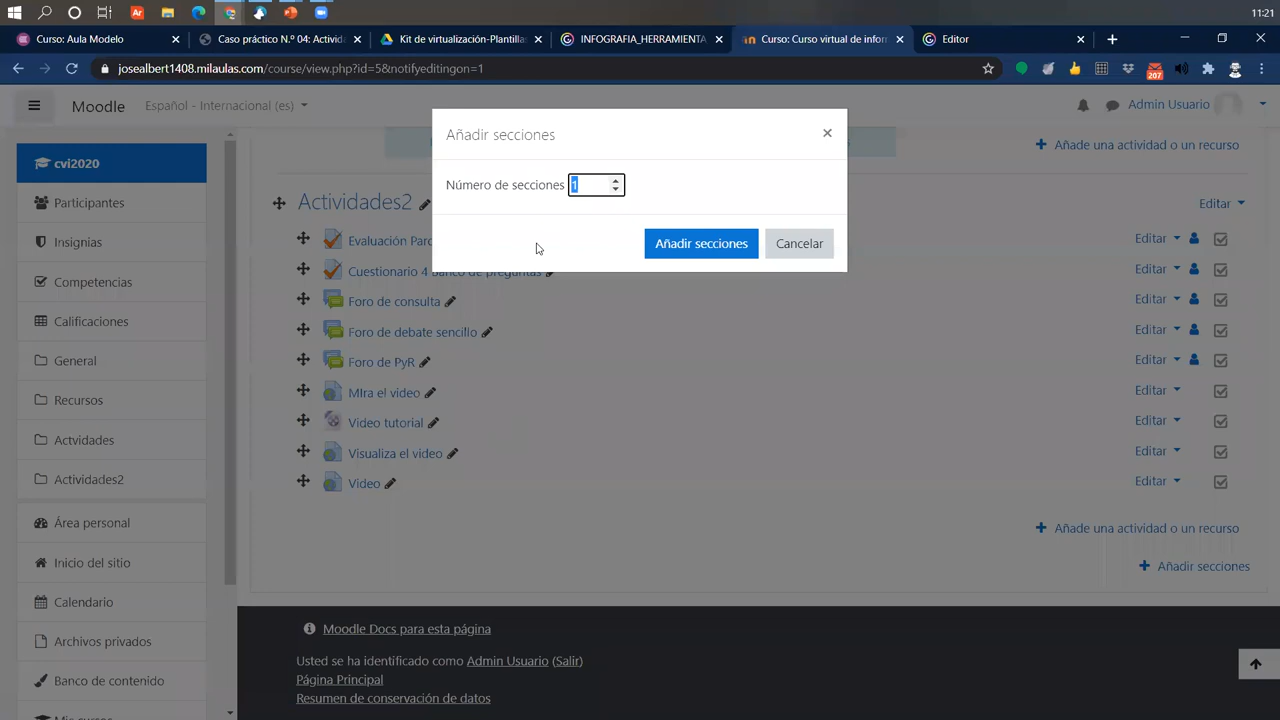 11:21
Curso: Aula Modelo
Caso práctico N.º 04: Activida
Kit de virtualización-Plantillas
INFOGRAFIA_HERRAMIENTA
Curso: Curso virtual de infor
Editor
josealbert1408.milaulas.com/course/view.php?id=5&notifyeditingon=1
207
Moodle
Español - Internacional (es)
Admin Usuario
Añadir secciones
Número de secciones 1
Añadir secciones
Cancelar
cvi2020
Participantes
Insignias
Competencias
Calificaciones
General
Recursos
Actvidades
Actividades2
Área personal
Inicio del sitio
Calendario
Archivos privados
Banco de contenido
Mis cursos
Añade una actividad o un recurso
Actividades2
Editar
Evaluación Parc
Editar
Cuestionario 4 Banco de preguntas
Editar
Foro de consulta
Editar
Foro de debate sencillo
Editar
Foro de PyR
Editar
MIra el video
Editar
Video tutorial
Editar
Visualiza el video
Editar
Video
Editar
Añade una actividad o un recurso
Añadir secciones
Moodle Docs para esta página
Usted se ha identificado como Admin Usuario (Salir)
Página Principal
Resumen de conservación de datos